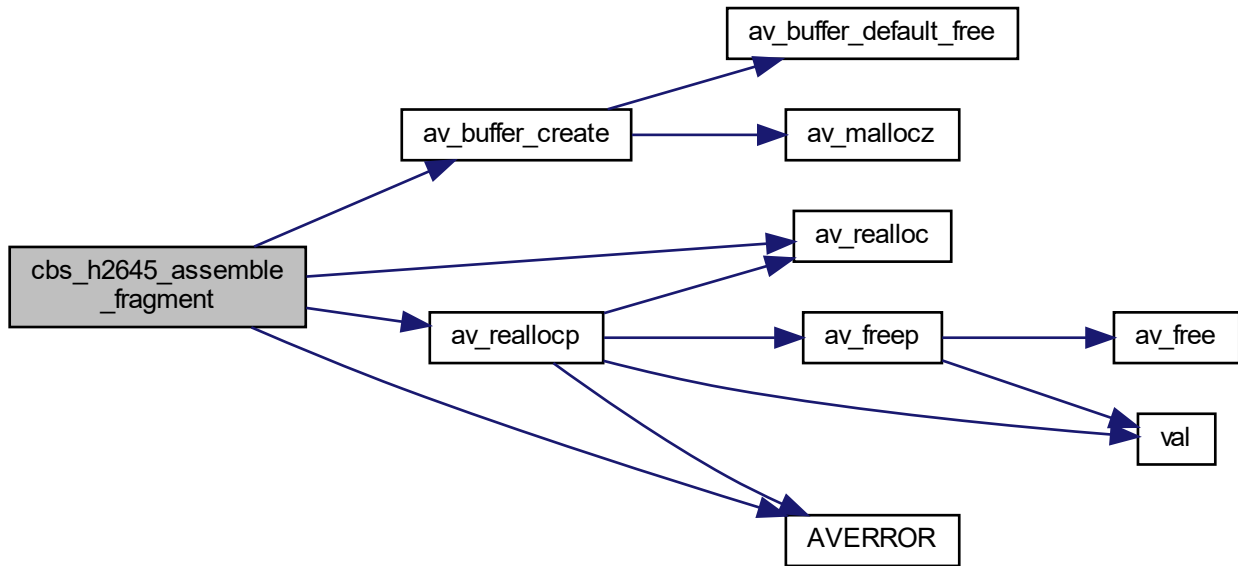 av_buffer_default_free
av_buffer_create
av_mallocz
cbs_h2645_assemble
_fragment
av_realloc
av_reallocp
av_freep
av_free
val
AVERROR